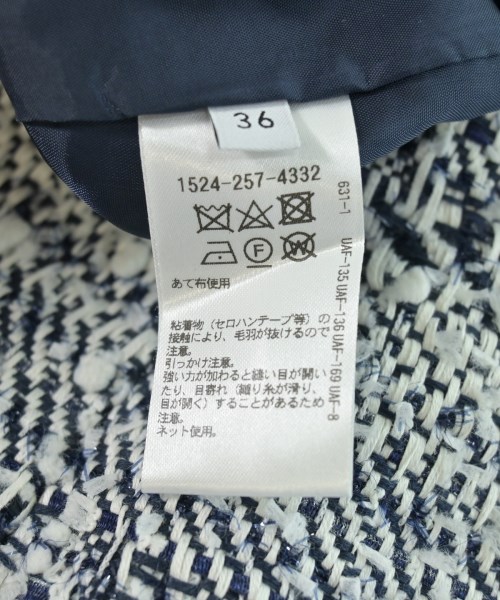 36
1524-257-4332
F
W
あて布使用
粘着物（セロハンテープ等）の
接触により、毛羽が抜けるので
注意。
引っかけ注意。
強い力が加わると縫い目が開い
たり、目寄れ（縫り糸が滑り、
目が開く）することがあるため
注意。
ネット使用。
631-1 UAF-135 UAF-136 UAF-169 UAF-8